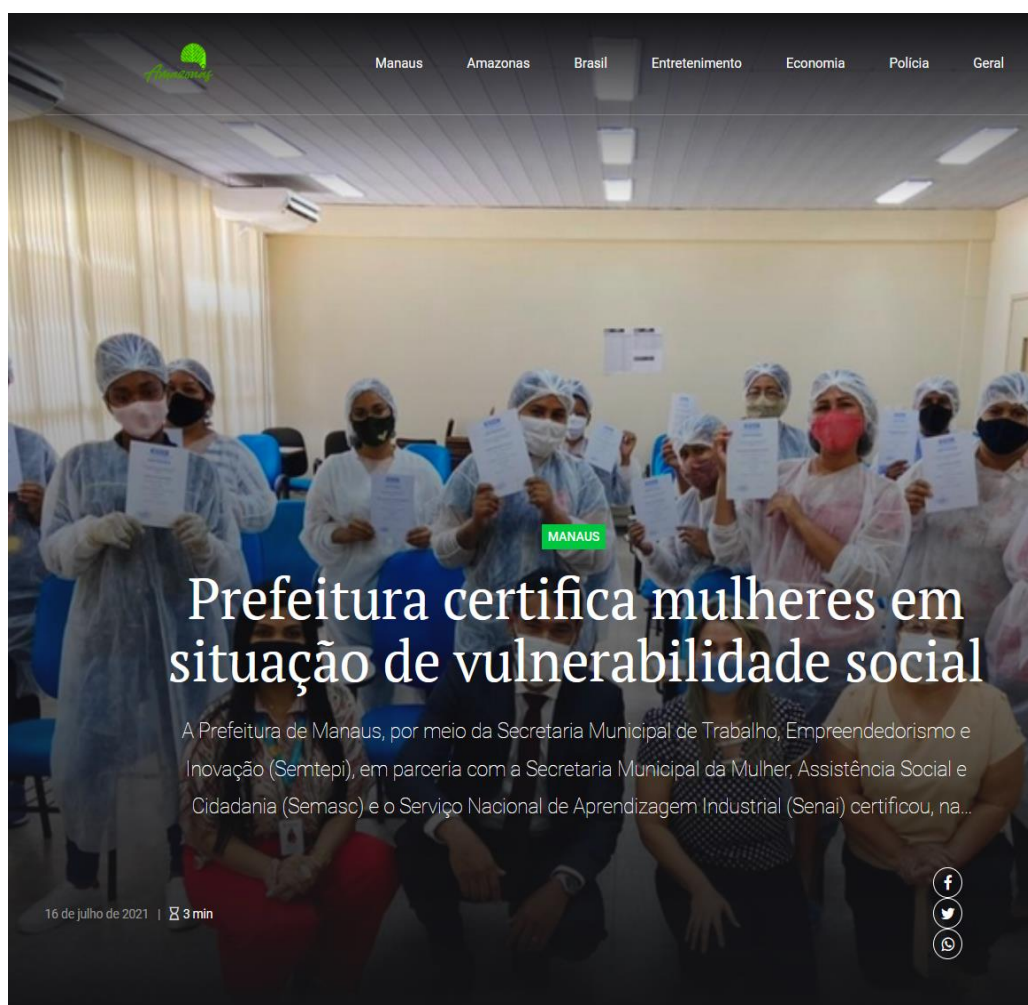 Amazonas
Manaus Amazonas Brasil Entretenimento Economia Polícia Geral
MANAUS
Prefeitura certifica mulheres em
situação de vulnerabilidade social
A Prefeitura de Manaus, por meio da Secretaria Municipal de Trabalho, Empreendedorismo e
Inovação (Semtepi), em parceria com a Secretaria Municipal da Mulher, Assistência Social e
Cidadania (Semasc) e o Serviço Nacional de Aprendizagem Industrial (Senai) certificou, na...
16 de julho de 2021 | 3 min